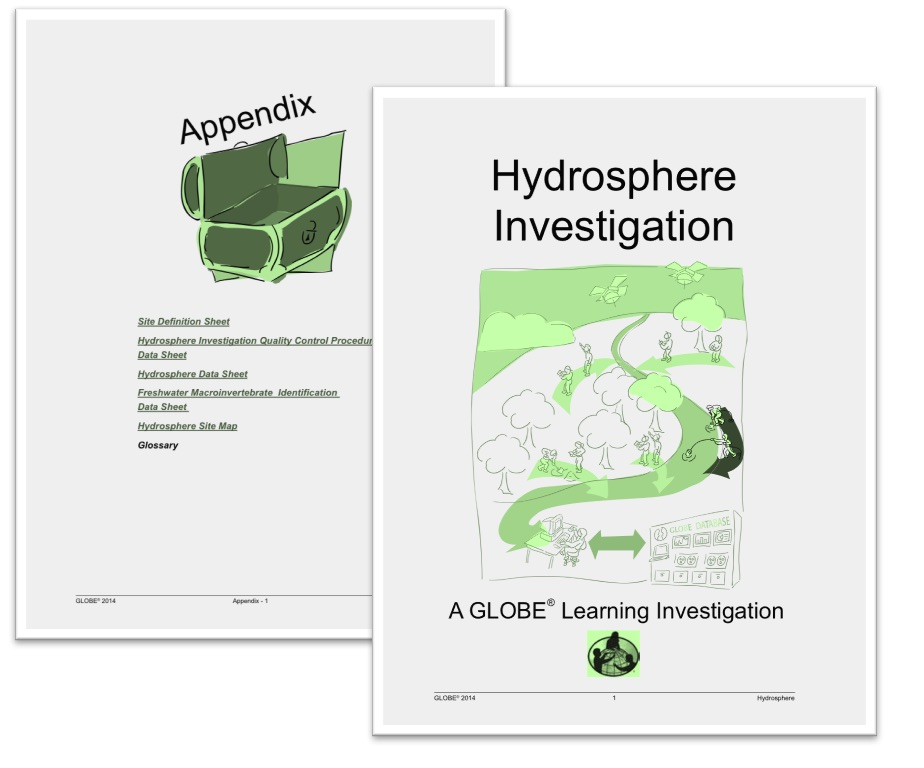 Appendix
Site Definition Sheet
Hydrosphere Investigation Quality Control Procedur
Data Sheet
Hydrosphere Data Sheet
Freshwater Macroinvertebrate Identification
Data Sheet
Hydrosphere Site Map
Glossary
GLOBE® 2014
Appendix - 1
Hydrosphere
Investigation
GLOBE DATABASE
A GLOBE® Learning Investigation
GLOBE® 2014
1
Hydrosphere